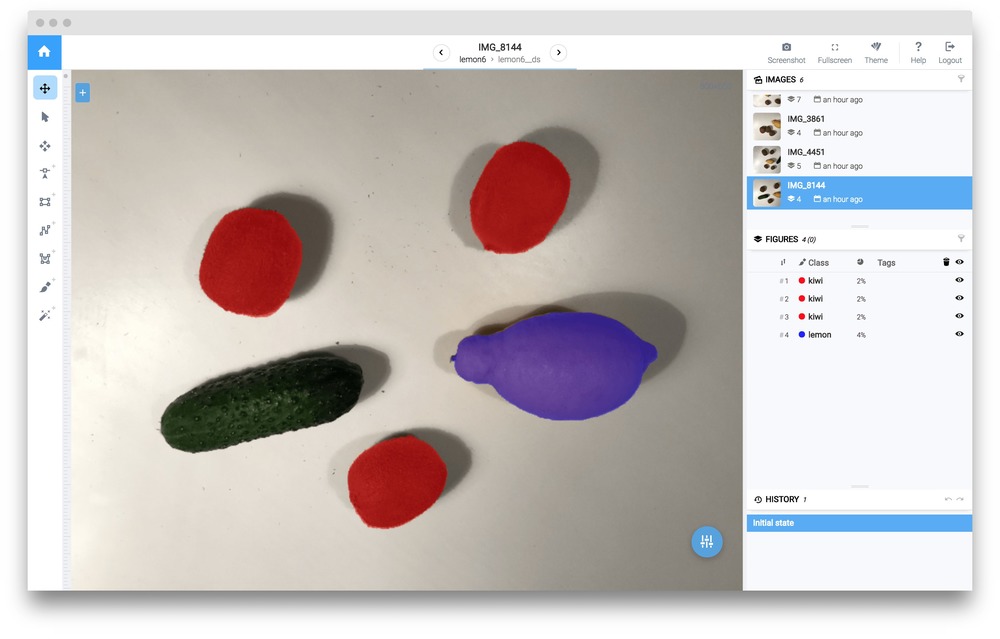 IMG_8144
lemon6 > lemon6__ds
Screenshot
Fullscreen
Theme
Help
Logout
IMAGES 6
7 an hour ago
IMG_3861
4 an hour ago
IMG_4451
5 an hour ago
IMG_8144
4 an hour ago
FIGURES 4 (0)
Class Tags
#1 kiwi 2%
#2 kiwi 2%
#3 kiwi 2%
#4 lemon 4%
HISTORY 1
Initial state